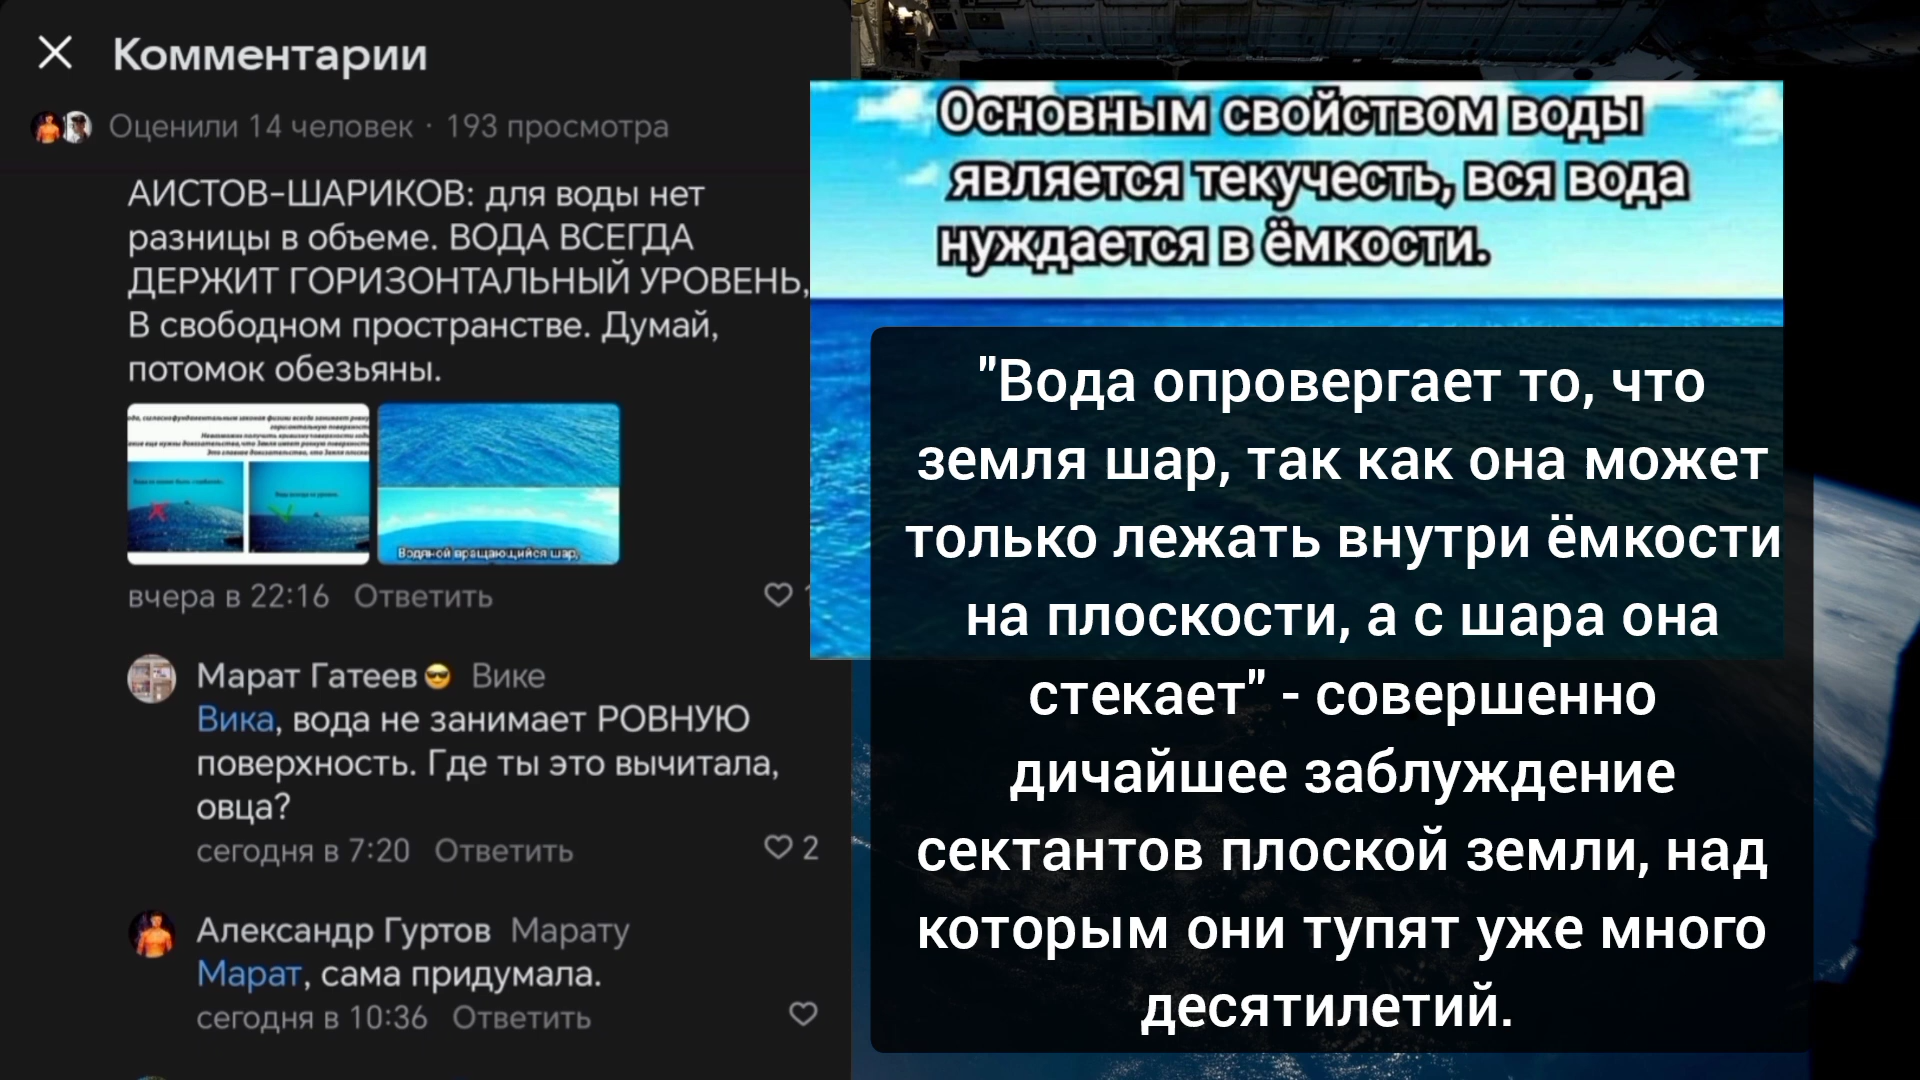 Комментарии
Оценили 14 человек · 193 просмотра
АИСТОВ-ШАРИКОВ: для воды нет
разницы в объеме. ВОДА ВСЕГДА
ДЕРЖИТ ГОРИЗОНТАЛЬНЫЙ УРОВЕНЬ,
В свободном пространстве. Думай,
потомок обезьяны.
Водяной вращающийся шар,
вчера в 22:16 Ответить
Марат Гатеев😎 Вике
Вика, вода не занимает РОВНУЮ
поверхность. Где ты это вычитала,
овца?
сегодня в 7:20 Ответить 2
Александр Гуртов Марату
Марат, сама придумала.
сегодня в 10:36 Ответить
Основным свойством воды
является текучесть, вся вода
нуждается в ёмкости.
"Вода опровергает то, что
земля шар, так как она может
только лежать внутри ёмкости
на плоскости, а с шара она
стекает" - совершенно
дичайшее заблуждение
сектантов плоской земли, над
которым они тупят уже много
десятилетий.